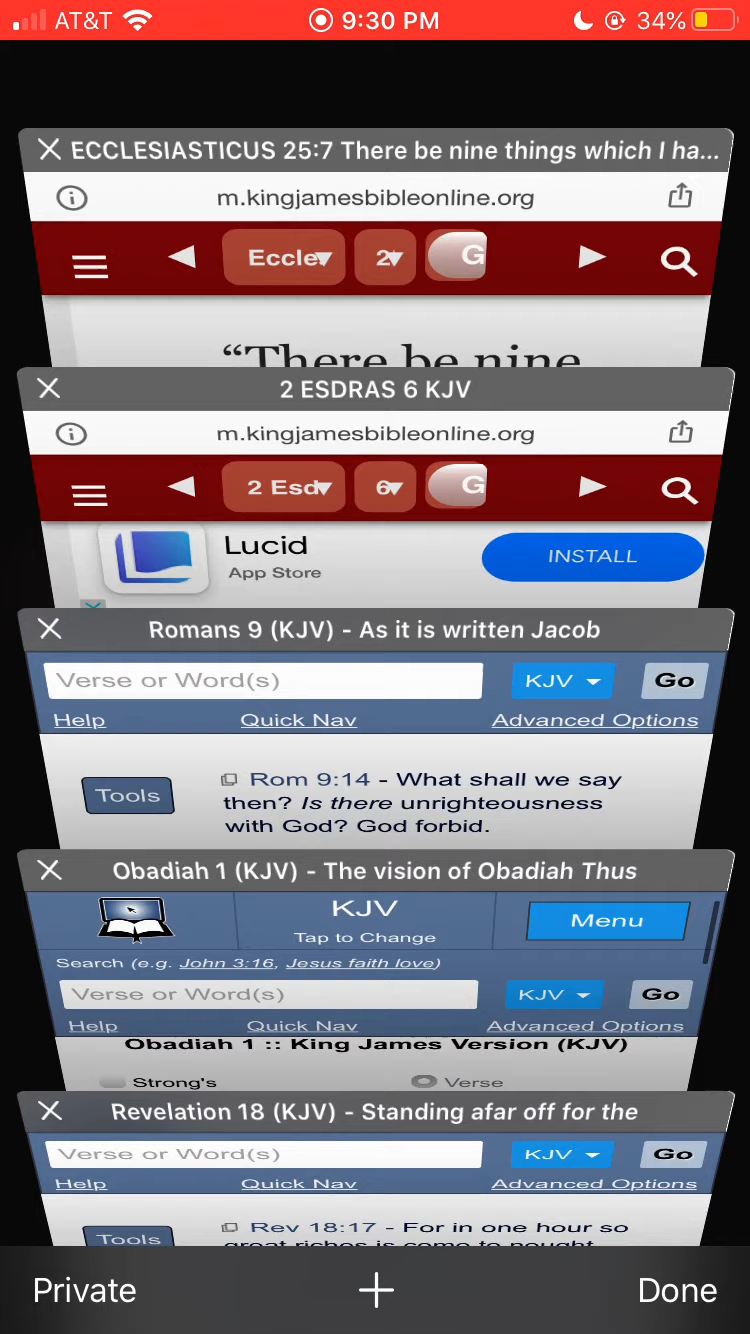 AT&T 9:30 PM 34%
ECCLESIASTICUS 25:7 There be nine things which I ha...
m.kingjamesbibleonline.org
Eccle 2 G
“There be nine
2 ESDRAS 6 KJV
m.kingjamesbibleonline.org
2 Esd 6 G
Lucid
App Store
INSTALL
Romans 9 (KJV) - As it is written Jacob
Verse or Word(s) KJV Go
Help Quick Nav Advanced Options
Tools
Rom 9:14 - What shall we say
then? Is there unrighteousness
with God? God forbid.
Obadiah 1 (KJV) - The vision of Obadiah Thus
KJV
Tap to Change
Menu
Search (e.g. John 3:16, Jesus faith love)
Verse or Word(s) KJV Go
Help Quick Nav Advanced Options
Obadiah 1 :: King James Version (KJV)
Strong's Verse
Revelation 18 (KJV) - Standing afar off for the
Verse or Word(s) KJV Go
Help Quick Nav Advanced Options
Tools
Rev 18:17 - For in one hour so
great riches is come to nought.
Private + Done